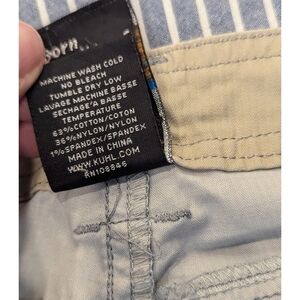 born
MACHINE WASH COLD
NO BLEACH
TUMBLE DRY LOW
LAVAGE MACHINE BASSE
SECHAGE'A BASSE
TEMPERATURE
63%COTTON/COTON
36%NYLON/NYLON
1%SPANDEX/SPANDEX
MADE IN CHINA
WWW.KUHL.COM
RN106846